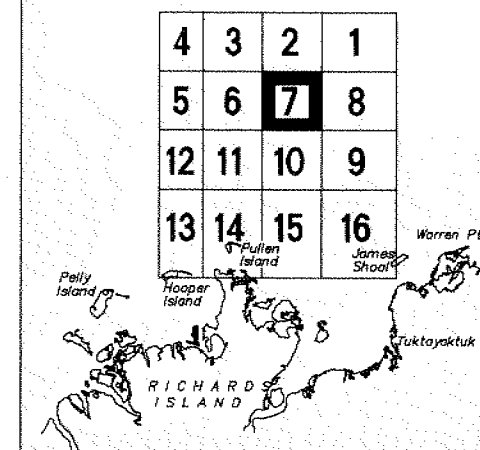 4 3 2 1
5 6 7 8
12 11 10 9
13 14 15 16
Pullen
Island
James
Shoal
Warren Pt
Pelly
Island
Hooper
Island
Tuktoyaktuk
RICHARDS
ISLAND